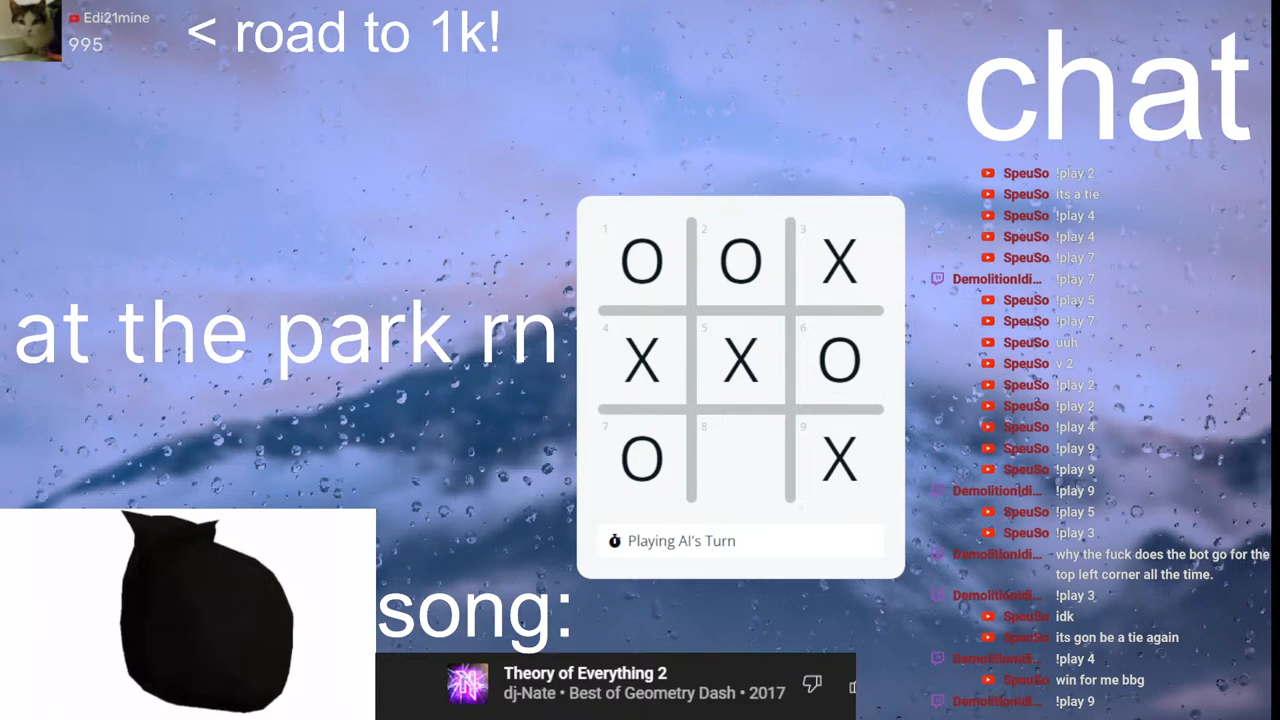 Edi21mine
995
< road to 1k!
chat
at the park rn
1 2 3
O O X
4 5 6
X X O
7 8 9
O X
Playing AI's Turn
song:
Theory of Everything 2
dj-Nate • Best of Geometry Dash • 2017
SpeuSo !play 2
SpeuSo its a tie
SpeuSo !play 4
SpeuSo !play 4
SpeuSo !play 7
DemolitionIdi... !play 7
SpeuSo !play 5
SpeuSo !play 7
SpeuSo uuh
SpeuSo v 2
SpeuSo !play 2
SpeuSo !play 2
SpeuSo !play 4
SpeuSo !play 9
SpeuSo !play 9
DemolitionIdi... !play 9
SpeuSo !play 5
SpeuSo !play 3
DemolitionIdi... why the fuck does the bot go for the
top left corner all the time.
DemolitionIdi... !play 3
SpeuSo idk
SpeuSo its gon be a tie again
DemolitionIdi... !play 4
SpeuSo win for me bbg
DemolitionIdi... !play 9